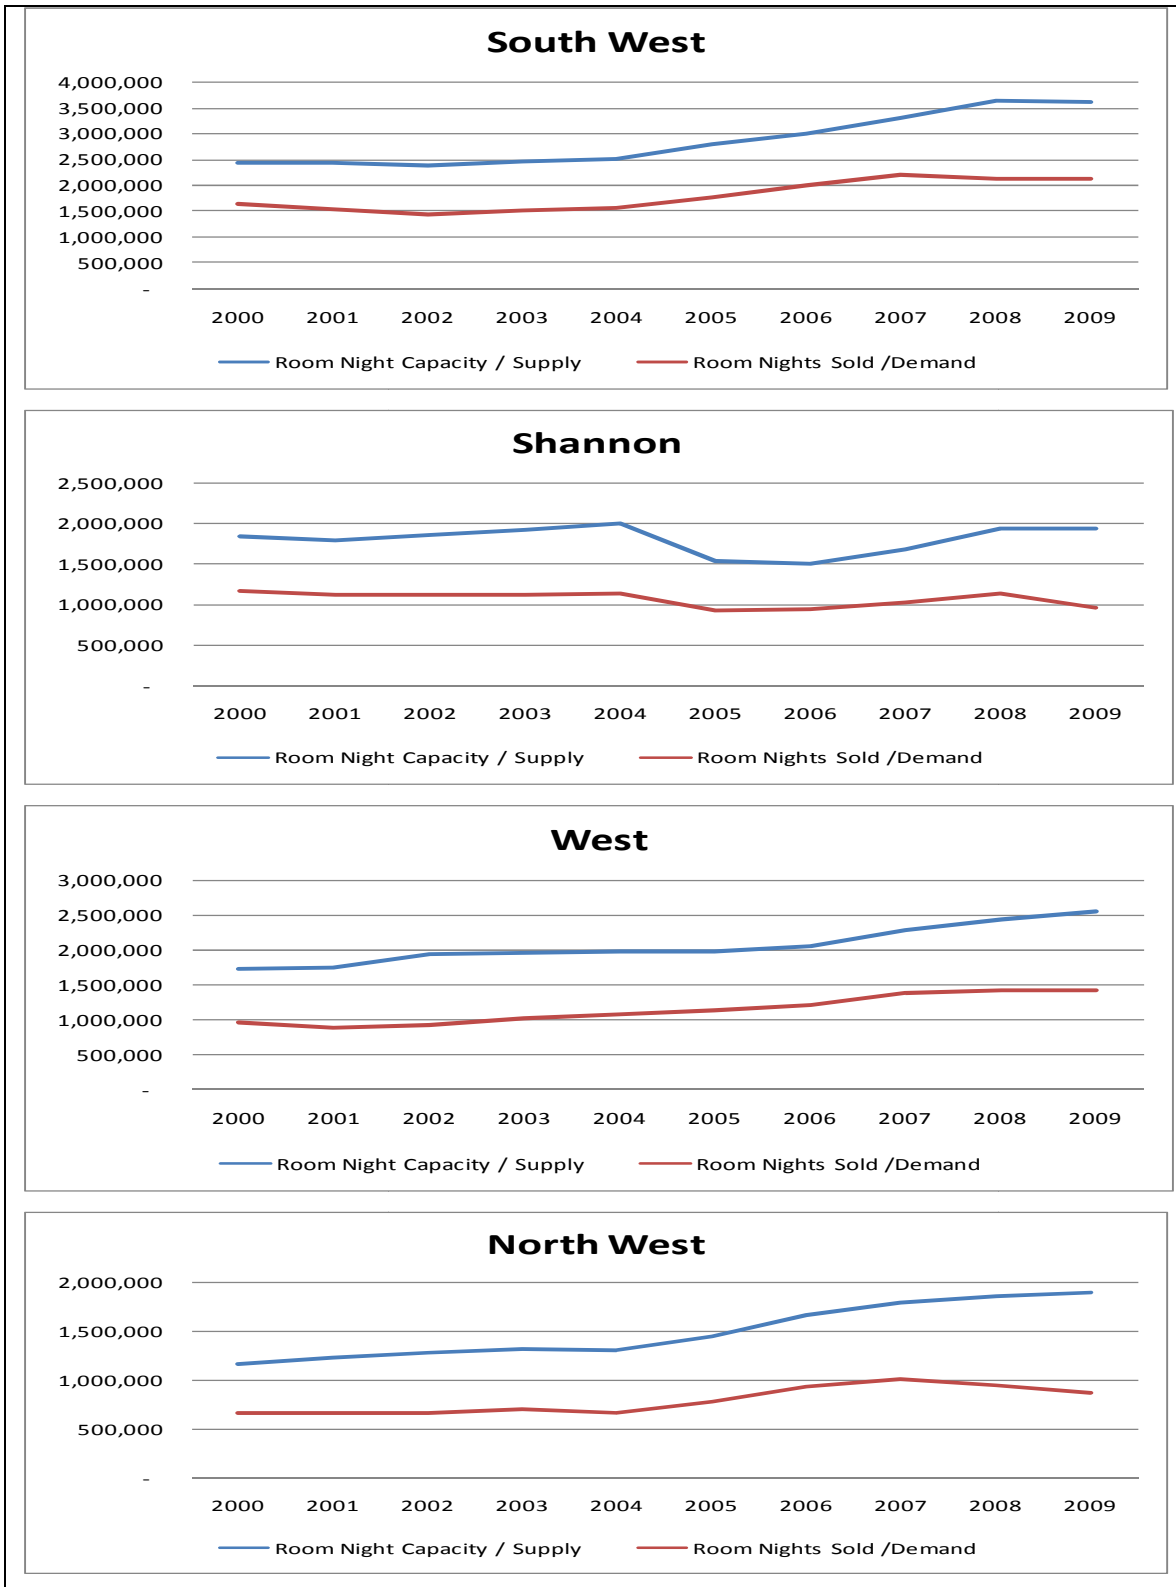 South West
4,000,000
3,500,000
3,000,000
2,500,000
2,000,000
1,500,000
1,000,000
500,000
-
2000 2001 2002 2003 2004 2005 2006 2007 2008 2009
Room Night Capacity / Supply Room Nights Sold /Demand
Shannon
2,500,000
2,000,000
1,500,000
1,000,000
500,000
-
2000 2001 2002 2003 2004 2005 2006 2007 2008 2009
Room Night Capacity / Supply Room Nights Sold /Demand
West
3,000,000
2,500,000
2,000,000
1,500,000
1,000,000
500,000
-
2000 2001 2002 2003 2004 2005 2006 2007 2008 2009
Room Night Capacity / Supply Room Nights Sold /Demand
North West
2,000,000
1,500,000
1,000,000
500,000
-
2000 2001 2002 2003 2004 2005 2006 2007 2008 2009
Room Night Capacity / Supply Room Nights Sold /Demand